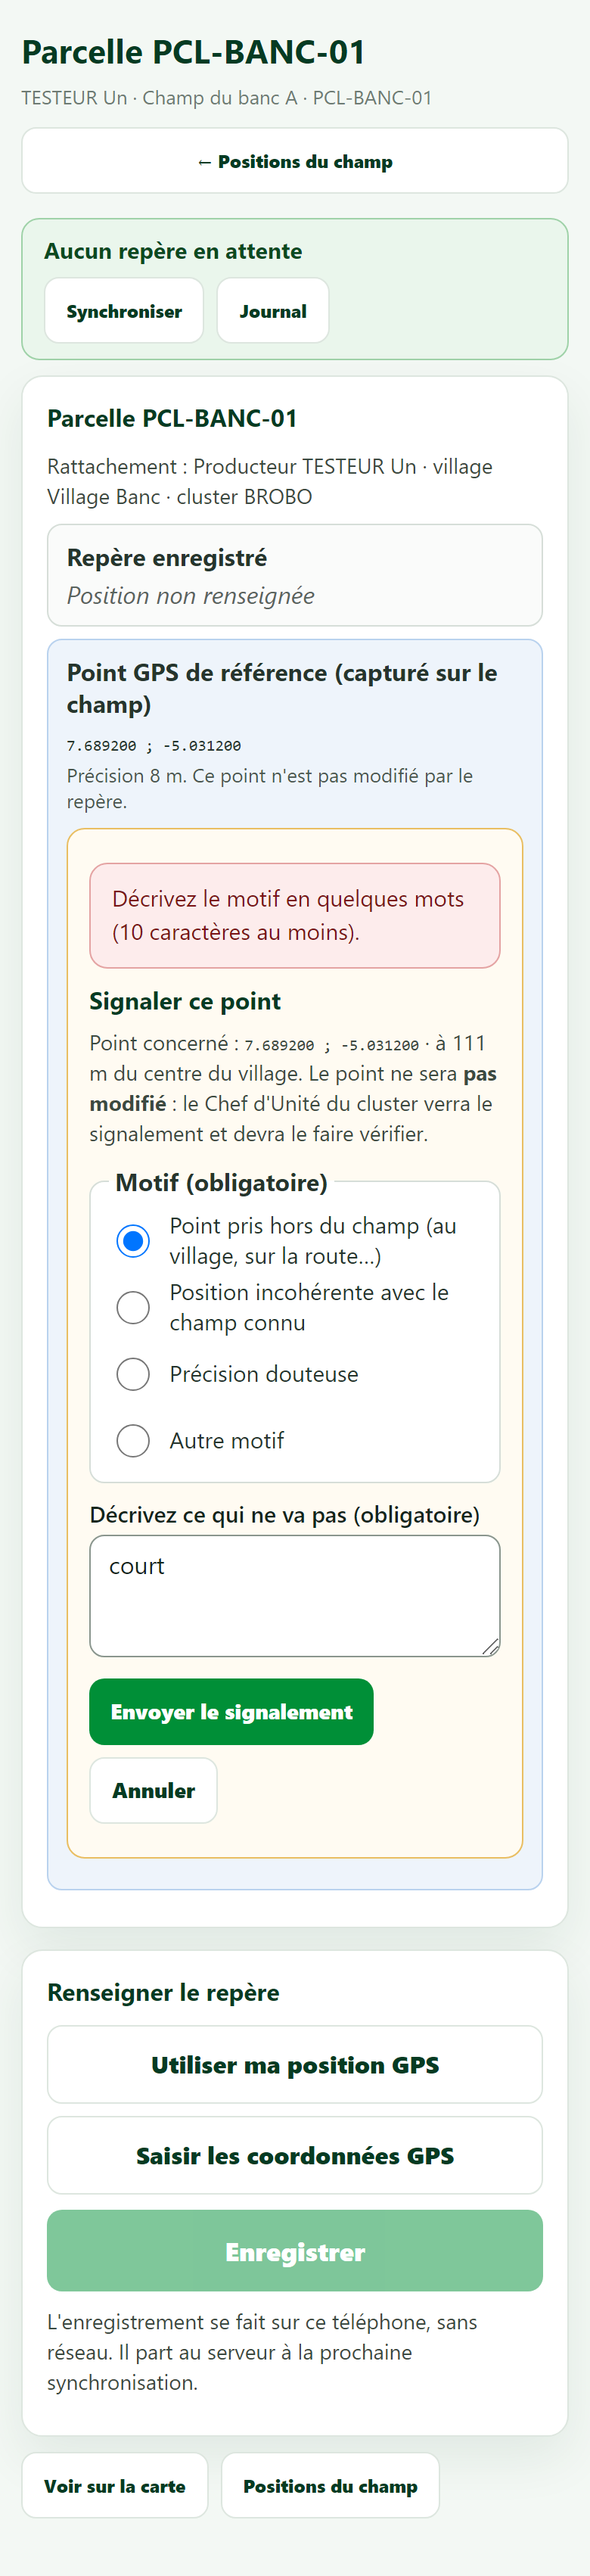 Parcelle PCL-BANC-01
TESTEUR Un · Champ du banc A · PCL-BANC-01
← Positions du champ
Aucun repère en attente
Synchroniser
Journal
Parcelle PCL-BANC-01
Rattachement : Producteur TESTEUR Un · village
Village Banc · cluster BROBO
Repère enregistré
Position non renseignée
Point GPS de référence (capturé sur le
champ)
7.689200 ; -5.031200
Précision 8 m. Ce point n'est pas modifié par le
repère.
Décrivez le motif en quelques mots
(10 caractères au moins).
Signaler ce point
Point concerné : 7.689200 ; -5.031200 · à 111
m du centre du village. Le point ne sera pas
modifié : le Chef d'Unité du cluster verra le
signalement et devra le faire vérifier.
Motif (obligatoire)
Point pris hors du champ (au
village, sur la route…)
Position incohérente avec le
champ connu
Précision douteuse
Autre motif
Décrivez ce qui ne va pas (obligatoire)
court
Envoyer le signalement
Annuler
Renseigner le repère
Utiliser ma position GPS
Saisir les coordonnées GPS
Enregistrer
L'enregistrement se fait sur ce téléphone, sans
réseau. Il part au serveur à la prochaine
synchronisation.
Voir sur la carte
Positions du champ